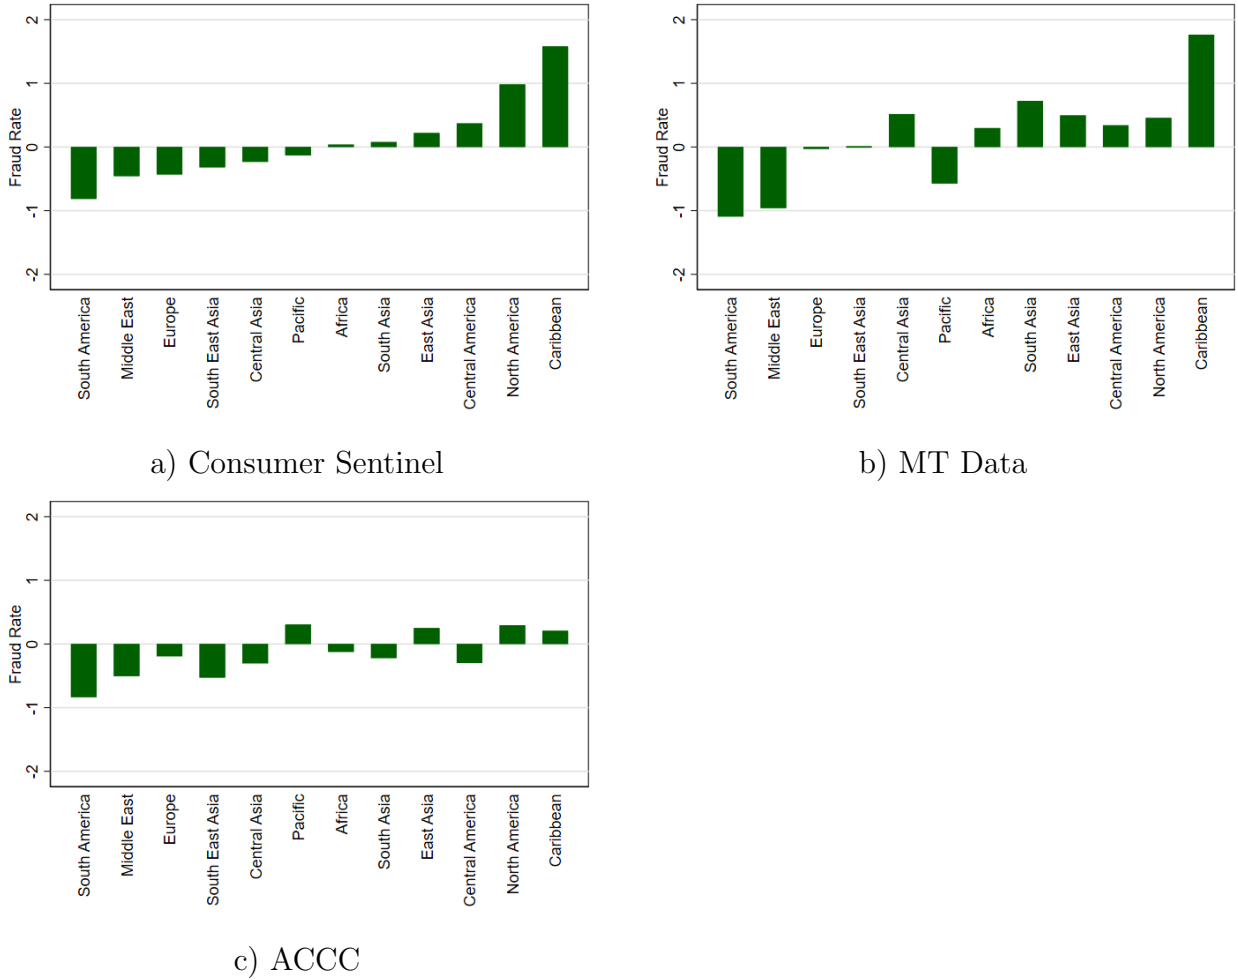 2
1
0
-1
-2
Fraud Rate
South America
Middle East
Europe
South East Asia
Central Asia
Pacific
Africa
South Asia
East Asia
Central America
North America
Caribbean
a) Consumer Sentinel
2
1
0
-1
-2
Fraud Rate
South America
Middle East
Europe
South East Asia
Central Asia
Pacific
Africa
South Asia
East Asia
Central America
North America
Caribbean
b) MT Data
2
1
0
-1
-2
Fraud Rate
South America
Middle East
Europe
South East Asia
Central Asia
Pacific
Africa
South Asia
East Asia
Central America
North America
Caribbean
c) ACCC